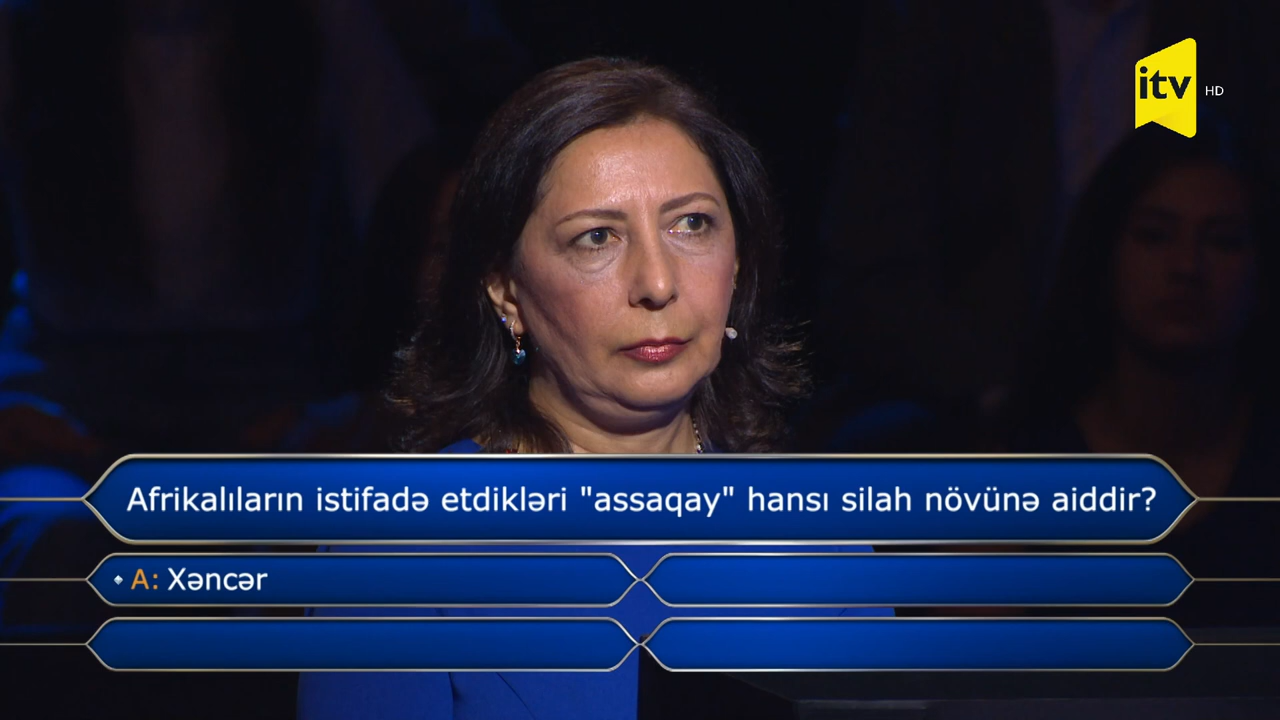 itv HD
Afrikalıların istifadə etdikləri "assaqay" hansı silah növünə aiddir?
A: Xəncər